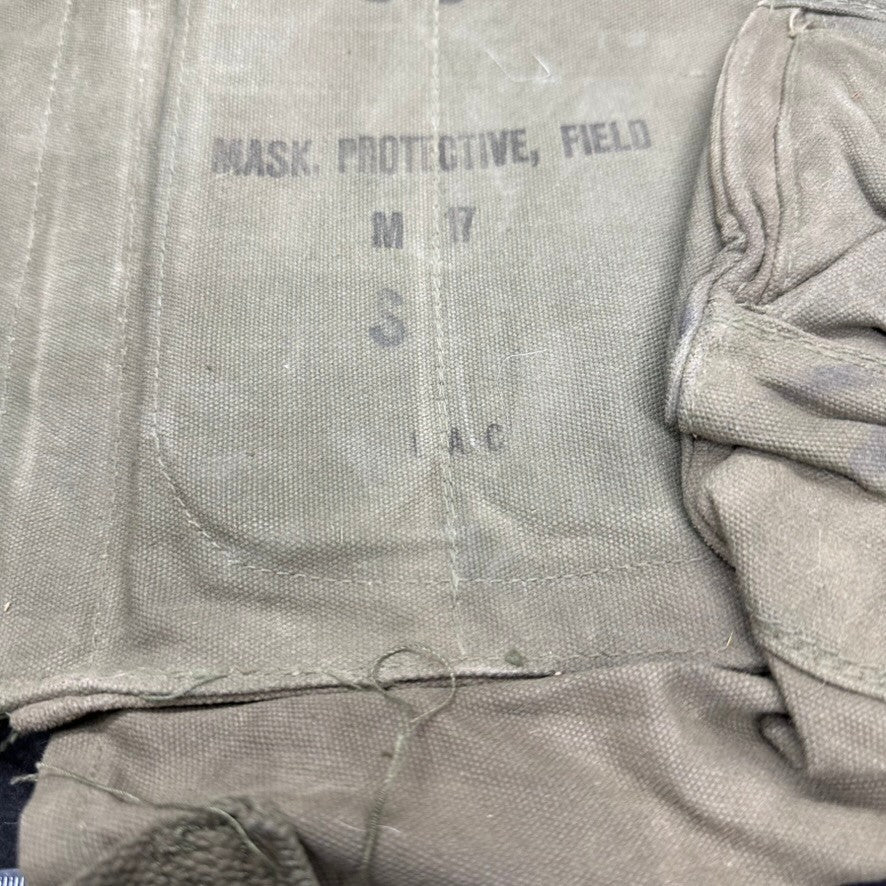 MASK, PROTECTIVE, FIELD
M 17
S
I A C